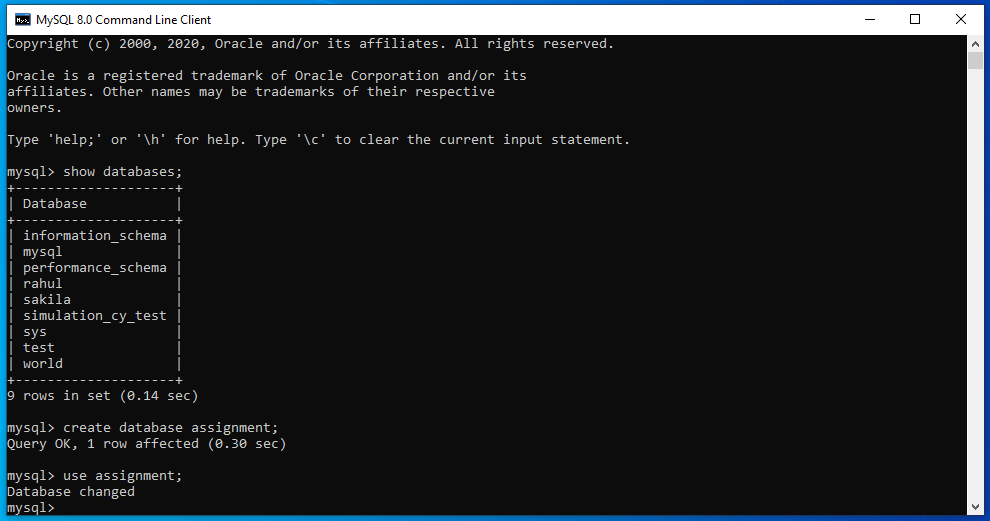 MySQL 8.0 Command Line Client
Copyright (c) 2000, 2020, Oracle and/or its affiliates. All rights reserved.
Oracle is a registered trademark of Oracle Corporation and/or its
affiliates. Other names may be trademarks of their respective
owners.
Type 'help;' or '\h' for help. Type '\c' to clear the current input statement.
mysql> show databases;
+--------------------+
| Database           |
+--------------------+
| information_schema |
| mysql              |
| performance_schema |
| rahul              |
| sakila             |
| simulation_cy_test |
| sys                |
| test               |
| world              |
+--------------------+
9 rows in set (0.14 sec)
mysql> create database assignment;
Query OK, 1 row affected (0.30 sec)
mysql> use assignment;
Database changed
mysql>